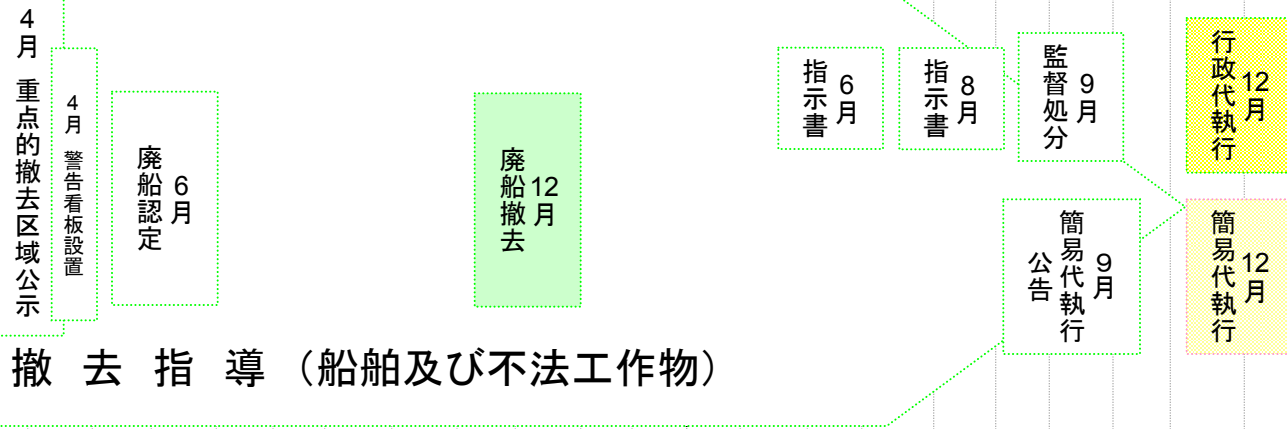 4月 重点的撤去区域公示
4月 警告看板設置
6月
廃船認定
12月
廃船撤去
6月
指示書
8月
指示書
9月
監督処分
12月
行政代執行
9月
簡易代執行
公告
12月
簡易代執行
撤去指導（船舶及び不法工作物）